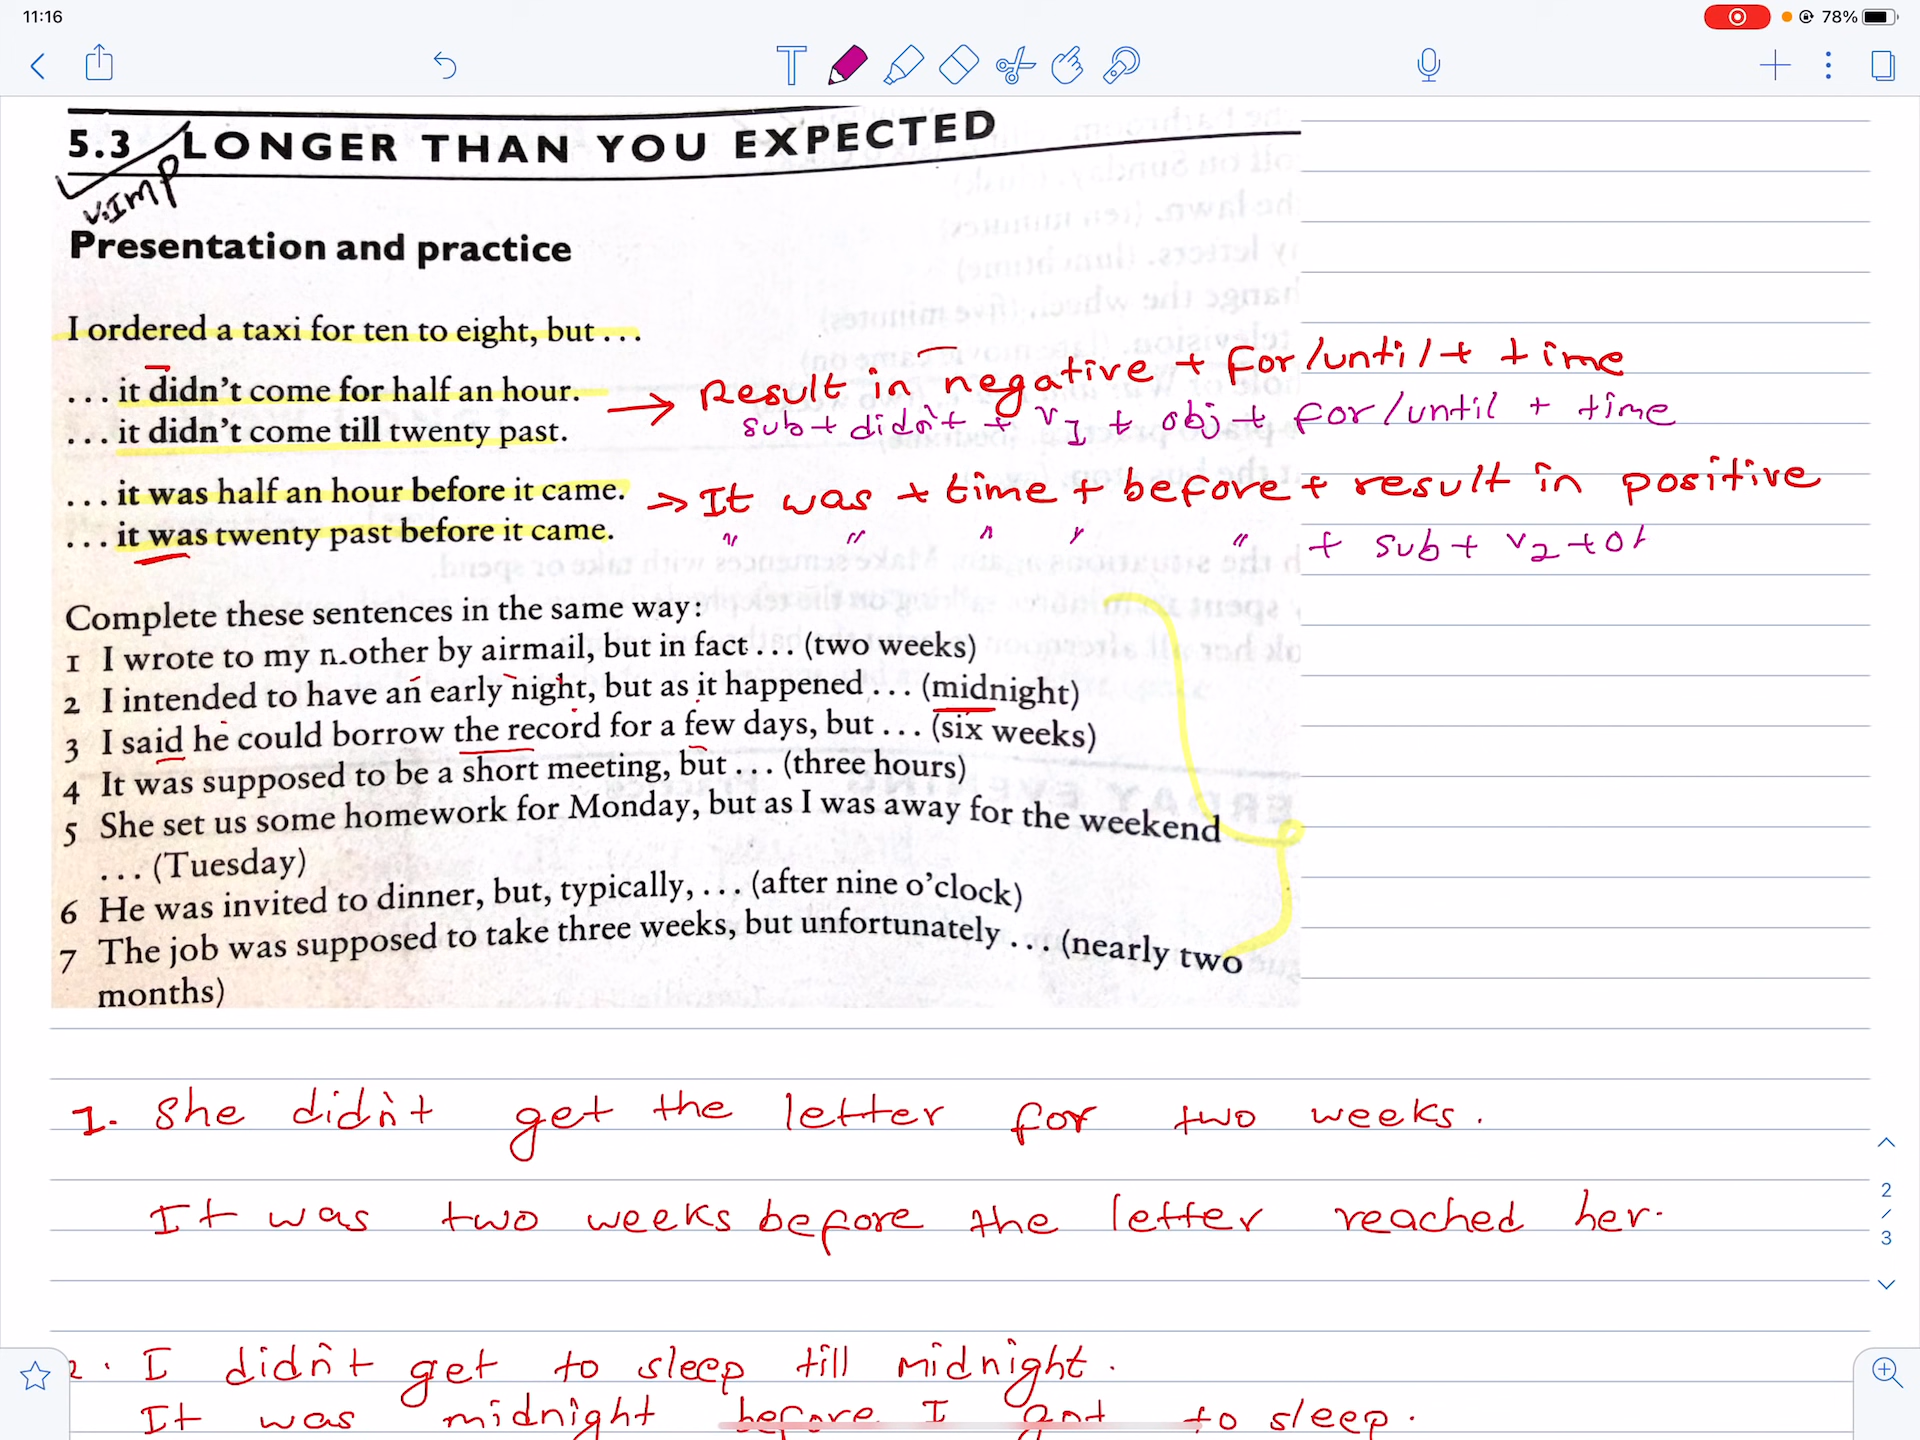 11:16
78%
5.3 LONGER THAN YOU EXPECTED
V.Imp
Presentation and practice
I ordered a taxi for ten to eight, but ...
... it didn't come for half an hour.
→ Result in negative + for/until + time
... it didn't come till twenty past.
sub + didn't + V1 + obj + for/until + time
... it was half an hour before it came.
→ It was + time + before + result in positive
... it was twenty past before it came.
" " " " " + sub + V2 + ob
Complete these sentences in the same way:
1 I wrote to my mother by airmail, but in fact ... (two weeks)
2 I intended to have an early night, but as it happened ... (midnight)
3 I said he could borrow the record for a few days, but ... (six weeks)
4 It was supposed to be a short meeting, but ... (three hours)
5 She set us some homework for Monday, but as I was away for the weekend
... (Tuesday)
6 He was invited to dinner, but, typically, ... (after nine o'clock)
7 The job was supposed to take three weeks, but unfortunately ... (nearly two
months)
1. She didn't get the letter for two weeks.
It was two weeks before the letter reached her.
2. I didn't get to sleep till midnight.
It was midnight before I got to sleep.
2
/
3